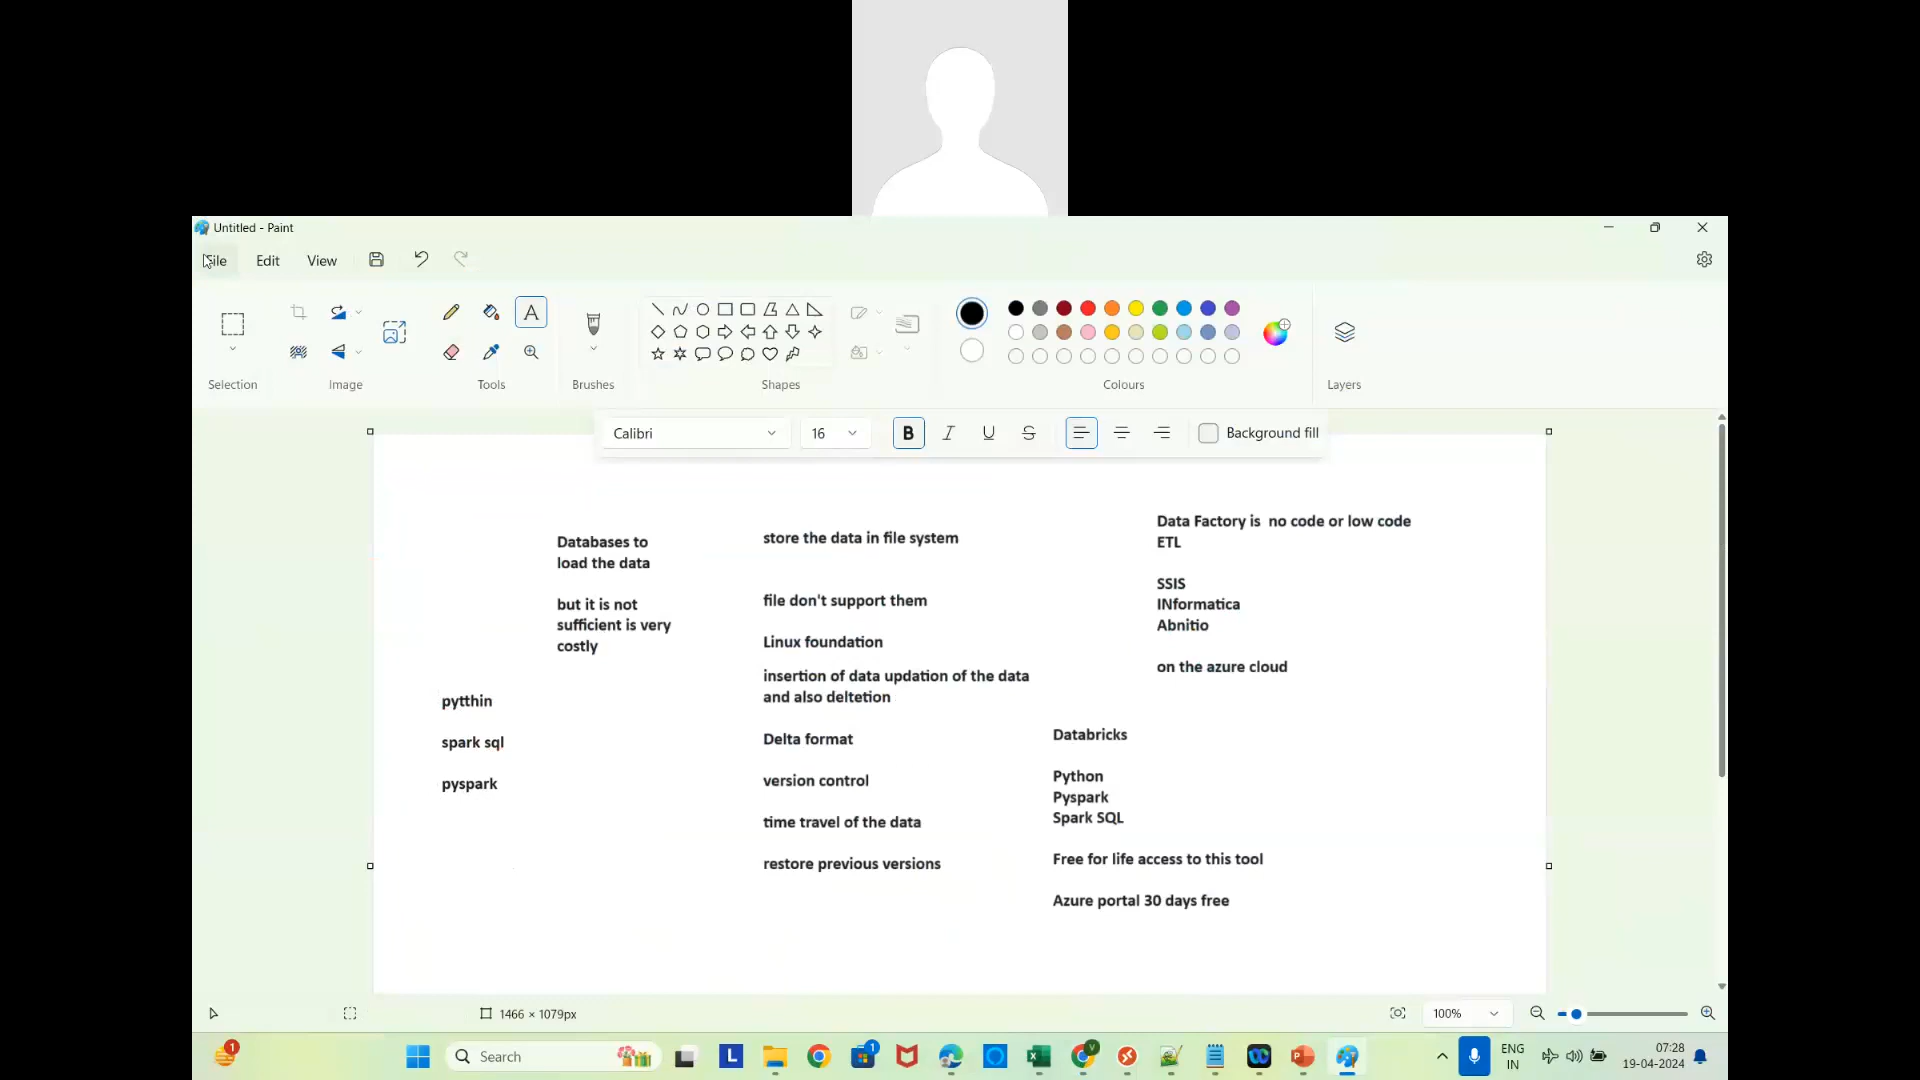 Untitled - Paint
File
Edit
View
Selection
Image
Tools
Brushes
Shapes
Colours
Layers
Calibri
16
B
Background fill
Databases to
load the data
but it is not
sufficient is very
costly
pytthin
spark sql
pyspark
store the data in file system
file don't support them
Linux foundation
insertion of data updation of the data
and also deltetion
Delta format
version control
time travel of the data
restore previous versions
Data Factory is  no code or low code
ETL
SSIS
INformatica
Abnitio
on the azure cloud
Databricks
Python
Pyspark
Spark SQL
Free for life access to this tool
Azure portal 30 days free
1466 × 1079px
100%
1
Search
L
1
V
ENG
IN
07:28
19-04-2024